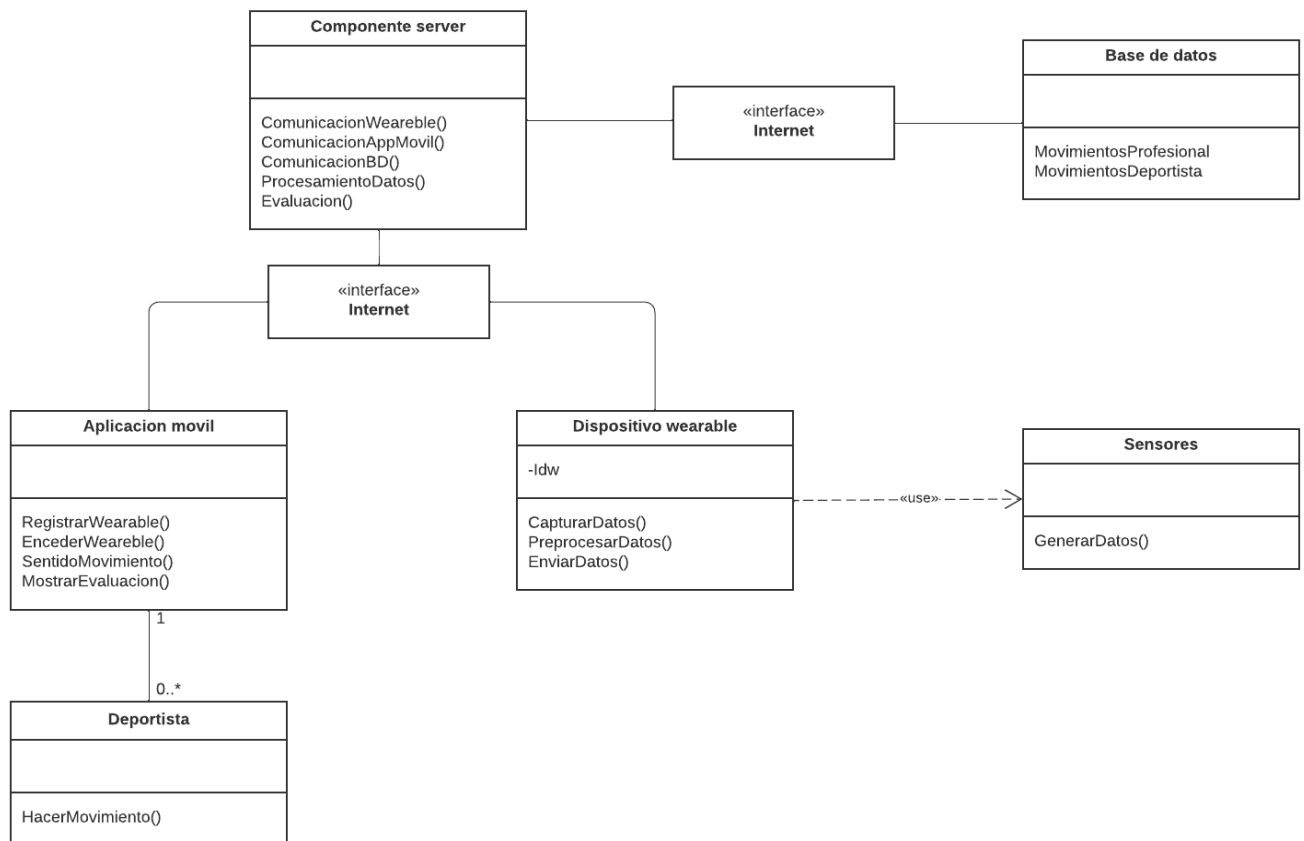 Componente server
ComunicacionWeareble()
ComunicacionAppMovil()
ComunicacionBD()
ProcesamientoDatos()
Evaluacion()
«interface»
Internet
Base de datos
MovimientosProfesional
MovimientosDeportista
«interface»
Internet
Aplicacion movil
RegistrarWearable()
EncederWeareble()
SentidoMovimiento()
MostrarEvaluacion()
Dispositivo wearable
-Idw
CapturarDatos()
PreprocesarDatos()
EnviarDatos()
«use»
Sensores
GenerarDatos()
1
0..*
Deportista
HacerMovimiento()